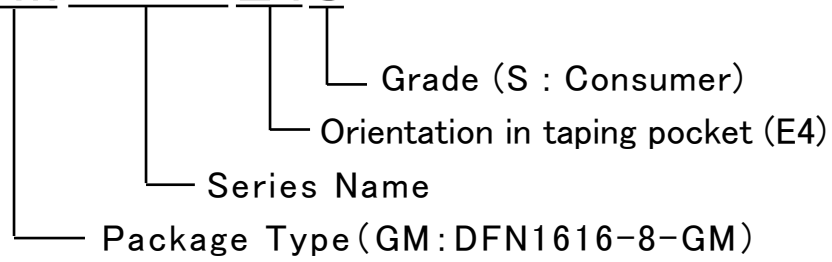 Grade (S : Consumer)
Orientation in taping pocket (E4)
Series Name
Package Type(GM:DFN1616-8-GM)